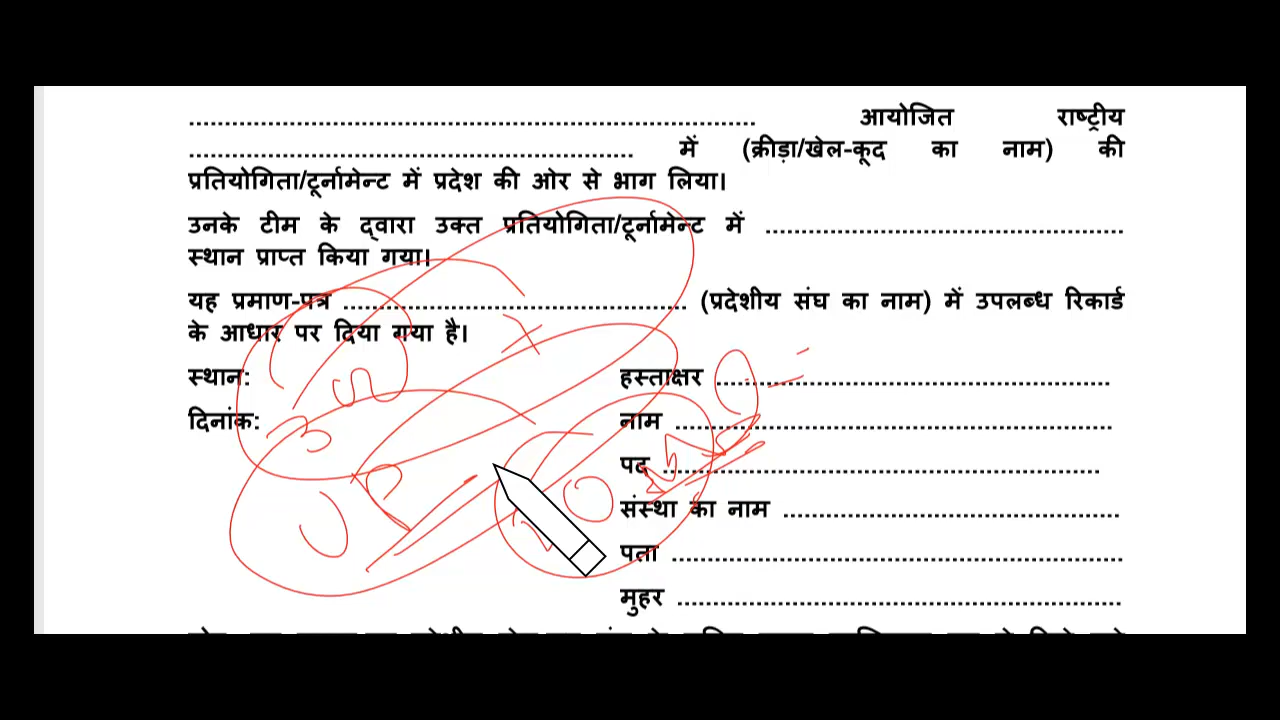 ................................................................................ आयोजित राष्ट्रीय
............................................................... में (क्रीड़ा/खेल-कूद का नाम) की
प्रतियोगिता/टूर्नामेन्ट में प्रदेश की ओर से भाग लिया।
उनके टीम के द्वारा उक्त प्रतियोगिता/टूर्नामेन्ट में ...................................................
स्थान प्राप्त किया गया।
यह प्रमाण-पत्र ................................................ (प्रदेशीय संघ का नाम) में उपलब्ध रिकार्ड
के आधार पर दिया गया है।
स्थान: हस्ताक्षर ........................................................
दिनांक: नाम ..............................................................
पद ..............................................................
संस्था का नाम ................................................
पता ................................................................
मुहर ...............................................................
UP